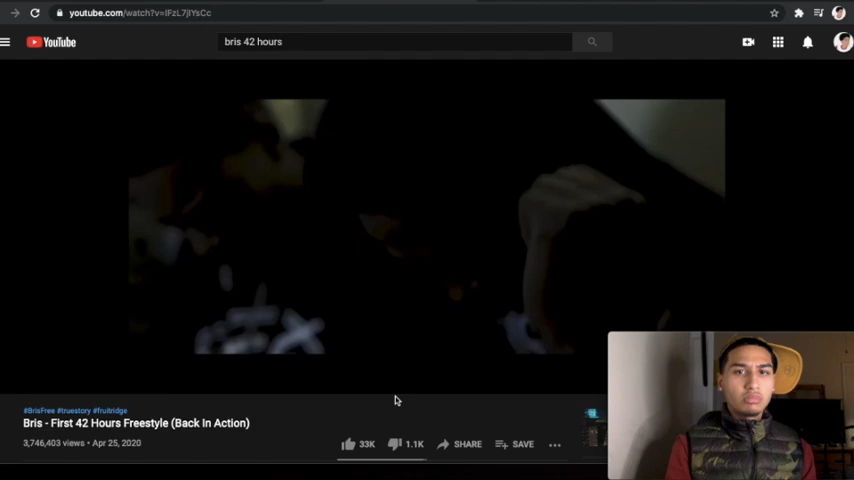 youtube.com/watch?v=IFzL7jIYsCc
YouTube
bris 42 hours
#BrisFree #truestory #fruitridge
Bris - First 42 Hours Freestyle (Back In Action)
3,746,403 views • Apr 25, 2020
33K
1.1K
SHARE
SAVE